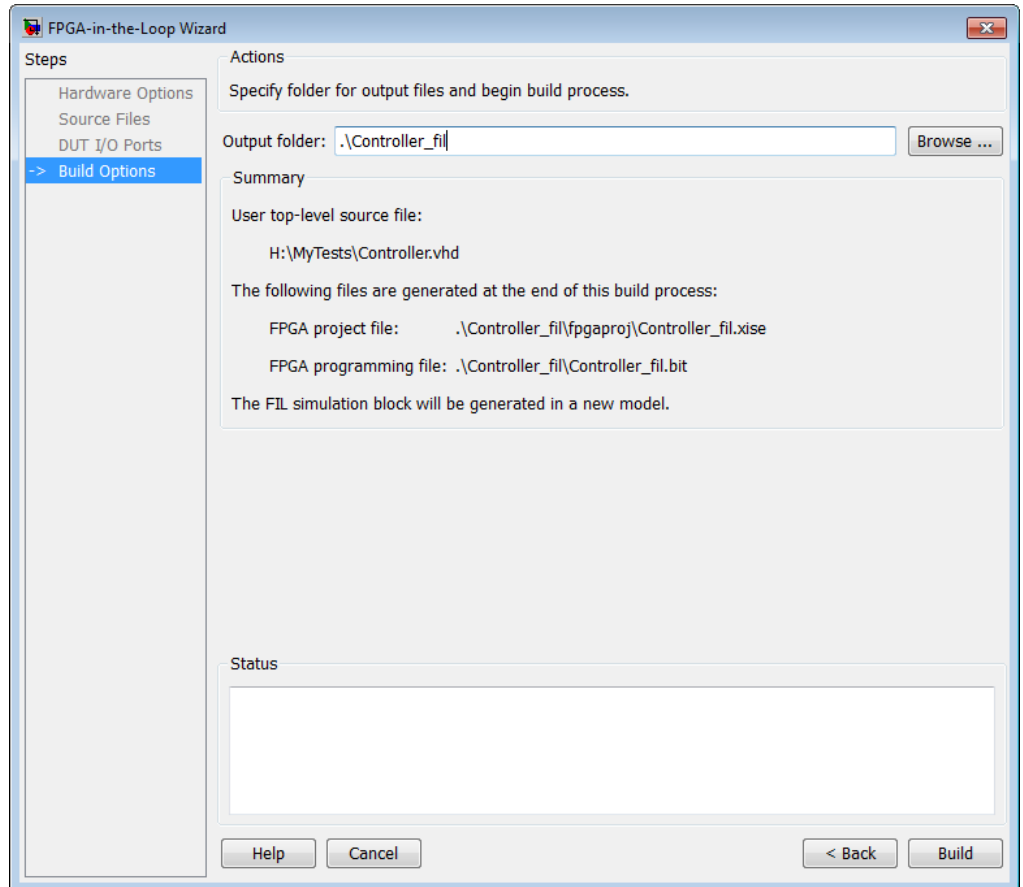 FPGA-in-the-Loop Wizard
Steps
Hardware Options
Source Files
DUT I/O Ports
-> Build Options
Actions
Specify folder for output files and begin build process.
Output folder: .\Controller_fil Browse ...
Summary
User top-level source file:
H:\MyTests\Controller.vhd
The following files are generated at the end of this build process:
FPGA project file: .\Controller_fil\fpgaproj\Controller_fil.xise
FPGA programming file: .\Controller_fil\Controller_fil.bit
The FIL simulation block will be generated in a new model.
Status
Help Cancel < Back Build